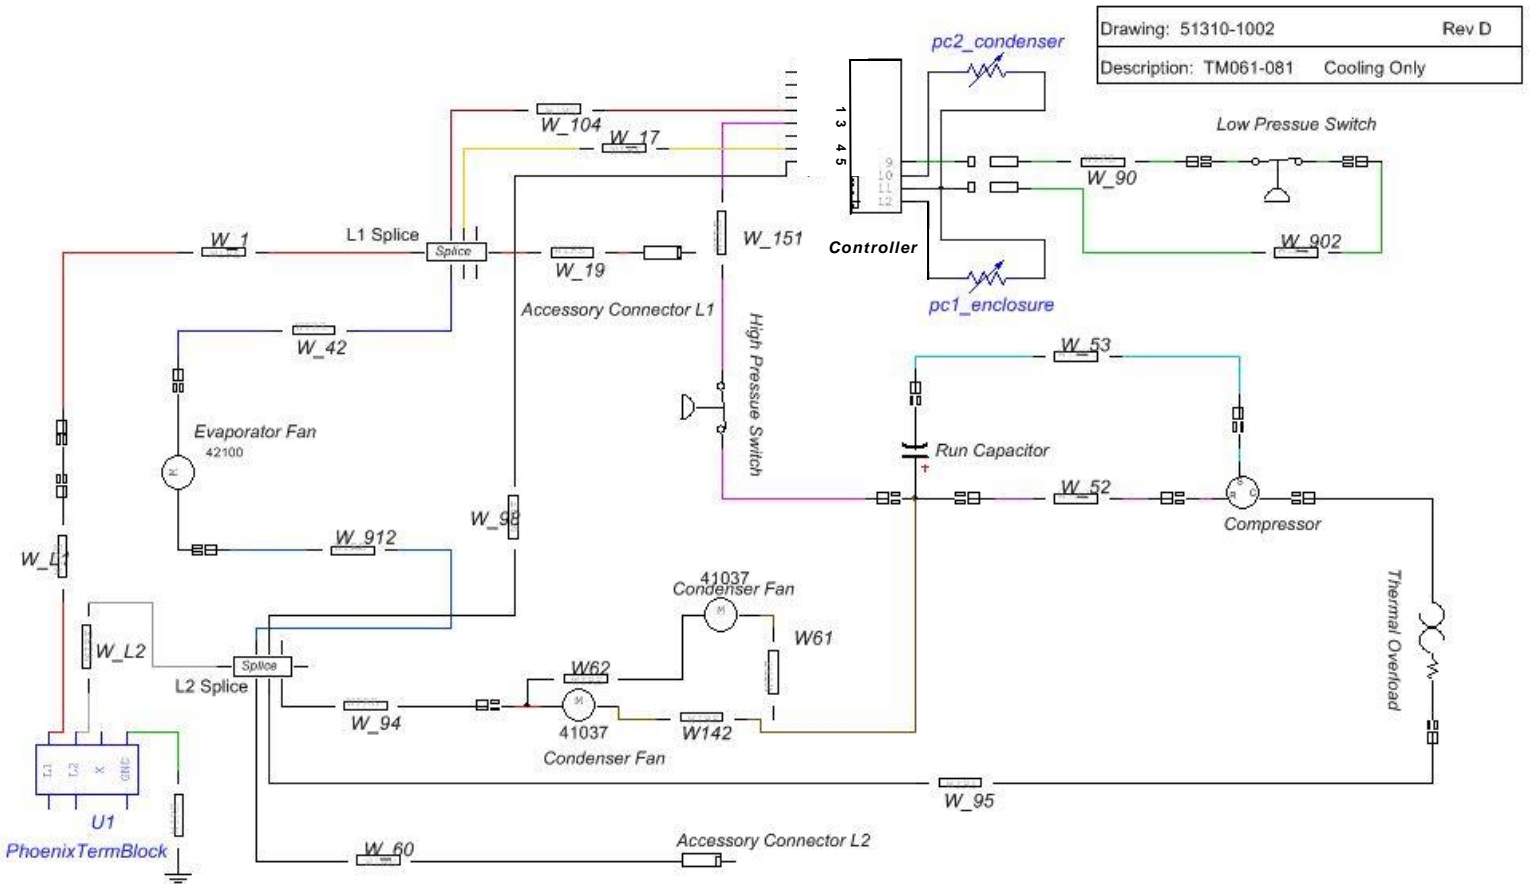 Drawing: 51310-1002 Rev D
Description: TM061-081 Cooling Only
pc2_condenser
Low Pressue Switch
W_104
W_17
1
3
4
5
9
10
11
12
W_90
W_151
Controller
W_902
W_1
L1 Splice
Splice
W_19
Accessory Connector L1
pc1_enclosure
W_42
High Pressue Switch
W_53
Evaporator Fan
42100
M
Run Capacitor
+
W_98
W_52
S
R
C
Compressor
W_912
W_L1
Thermal Overload
41037
Condenser Fan
M
W61
W_L2
Splice
L2 Splice
W62
M
W_94
41037
W142
Condenser Fan
L1
L2
X
GNC
W_95
U1
PhoenixTermBlock
W_60
Accessory Connector L2